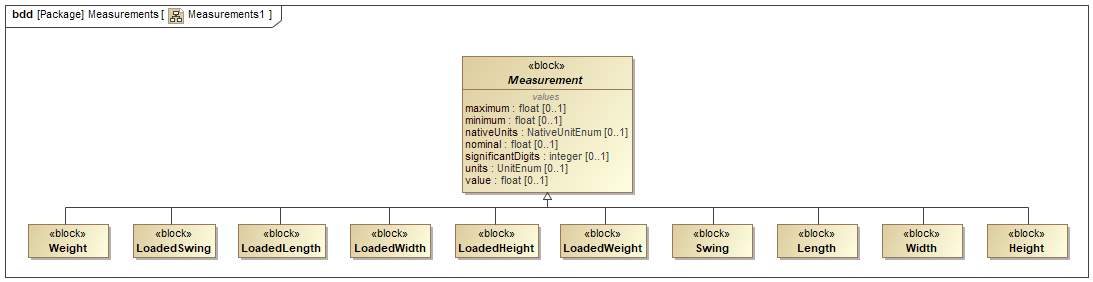 bdd [Package] Measurements [ Measurements1 ]
«block»
Measurement
values
maximum : float [0..1]
minimum : float [0..1]
nativeUnits : NativeUnitEnum [0..1]
nominal : float [0..1]
significantDigits : integer [0..1]
units : UnitEnum [0..1]
value : float [0..1]
«block»
Weight
«block»
LoadedSwing
«block»
LoadedLength
«block»
LoadedWidth
«block»
LoadedHeight
«block»
LoadedWeight
«block»
Swing
«block»
Length
«block»
Width
«block»
Height